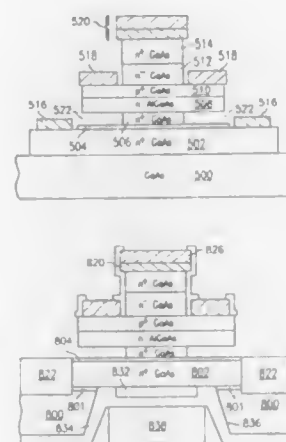 520
514
518
n⁻ GaAs
512
518
p⁺ GaAs 510
n AlGaAs 508
516
522
522
516
504
506
n⁺ GaAs 502
GaAs 500
826
820
n⁻ GaAs
p⁺ GaAs
n AlGaAs
804
832
n⁺ GaAs 802
822
822
800
801
801
800
834
838
836